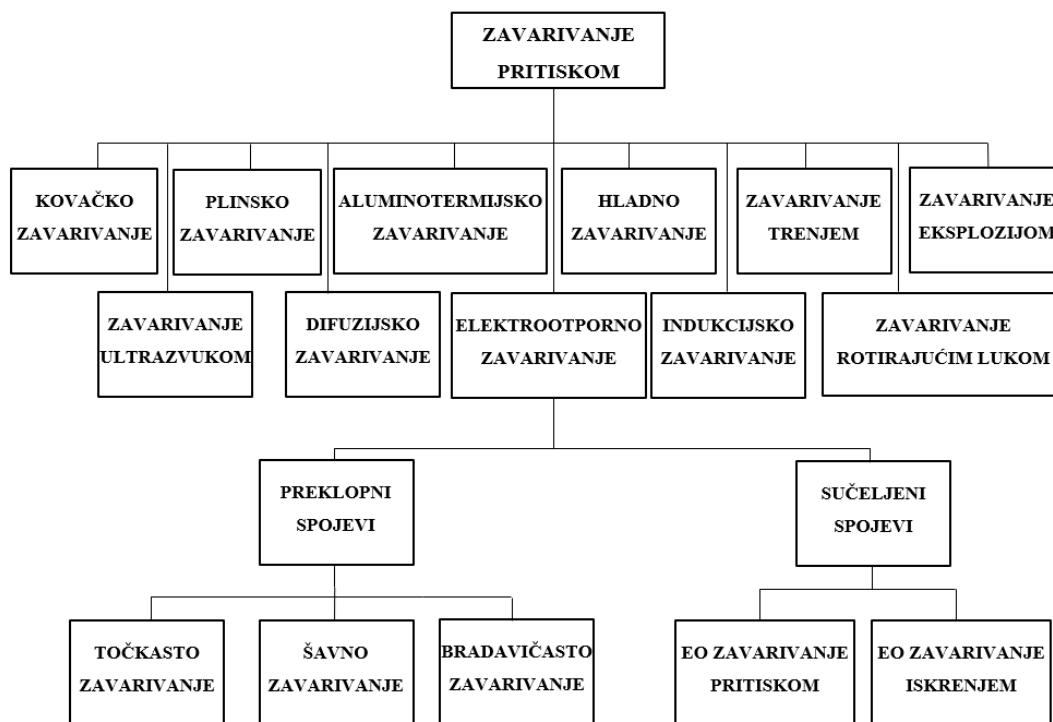 ZAVARIVANJE
PRITISKOM
KOVAČKO
ZAVARIVANJE
PLINSKO
ZAVARIVANJE
ALUMINOTERMIJSKO
ZAVARIVANJE
HLADNO
ZAVARIVANJE
ZAVARIVANJE
TRENJEM
ZAVARIVANJE
EKSPLOZIJOM
ZAVARIVANJE
ULTRAZVUKOM
DIFUZIJSKO
ZAVARIVANJE
ELEKTROOTPORNO
ZAVARIVANJE
INDUKCIJSKO
ZAVARIVANJE
ZAVARIVANJE
ROTIRAJUĆIM LUKOM
PREKLOPNI
SPOJEVI
SUČELJENI
SPOJEVI
TOČKASTO
ZAVARIVANJE
ŠAVNO
ZAVARIVANJE
BRADAVIČASTO
ZAVARIVANJE
EO ZAVARIVANJE
PRITISKOM
EO ZAVARIVANJE
ISKRENJEM